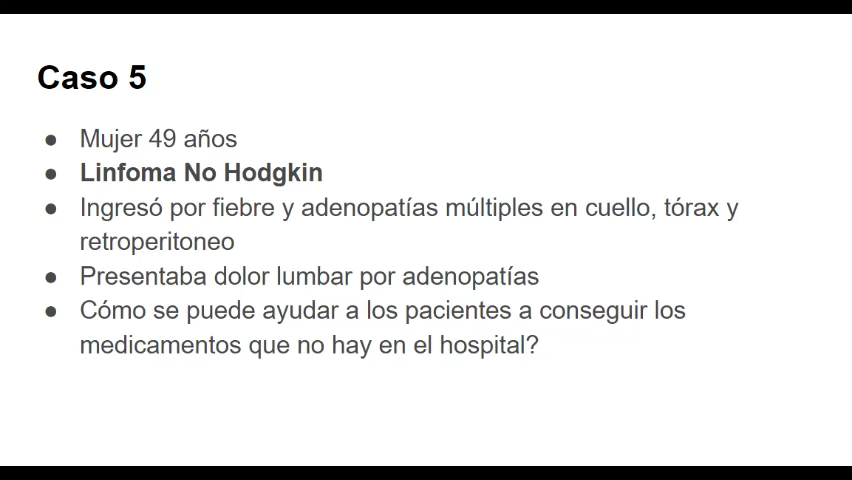 Caso 5
● Mujer 49 años
● Linfoma No Hodgkin
● Ingresó por fiebre y adenopatías múltiples en cuello, tórax y
retroperitoneo
● Presentaba dolor lumbar por adenopatías
● Cómo se puede ayudar a los pacientes a conseguir los
medicamentos que no hay en el hospital?